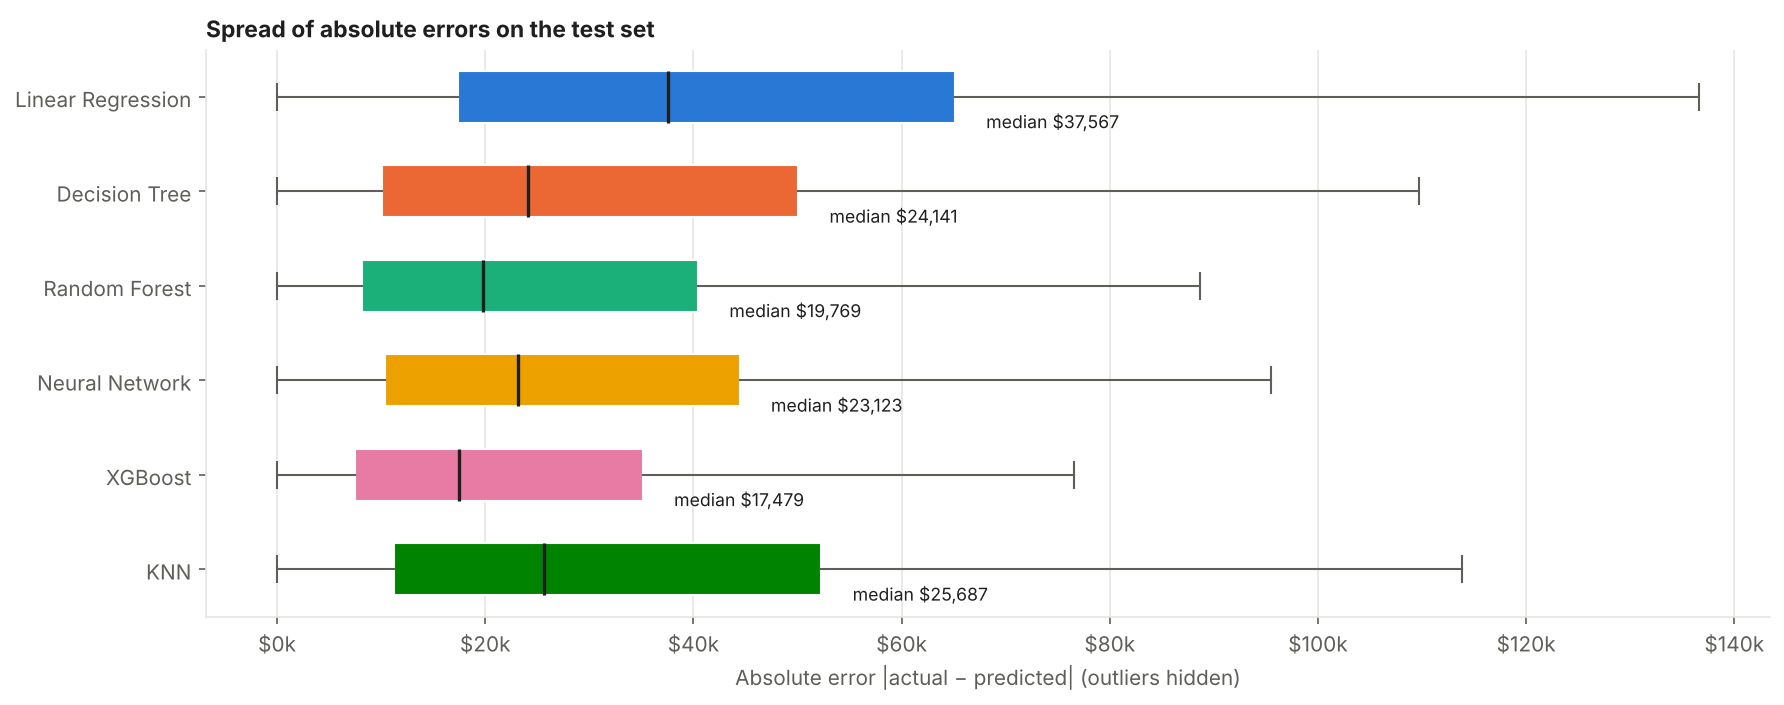 Spread of absolute errors on the test set
Linear Regression
median $37,567
Decision Tree
median $24,141
Random Forest
median $19,769
Neural Network
median $23,123
XGBoost
median $17,479
KNN
median $25,687
$0k $20k $40k $60k $80k $100k $120k $140k
Absolute error |actual − predicted| (outliers hidden)